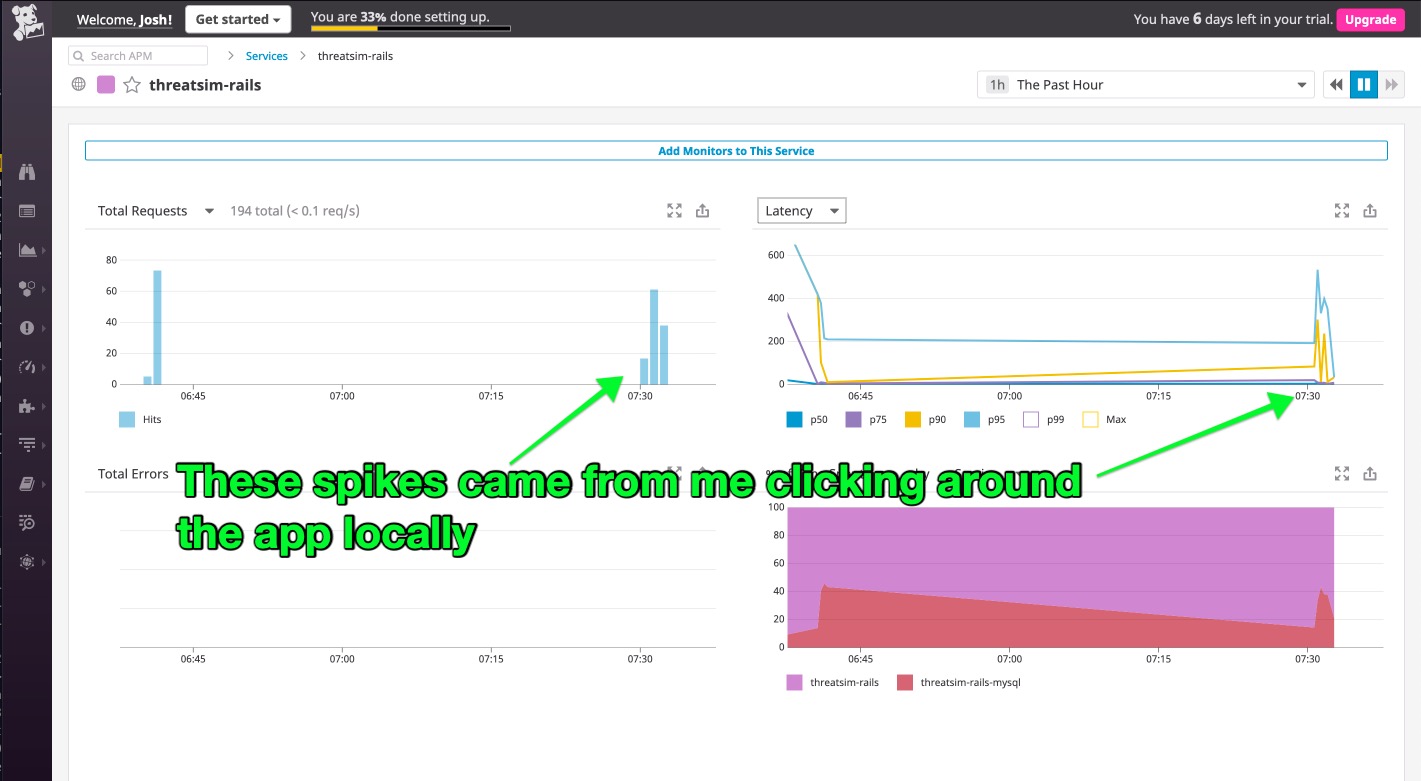 Welcome, Josh!
Get started
You are 33% done setting up.
You have 6 days left in your trial.
Upgrade
Search APM
Services
threatsim-rails
threatsim-rails
1h The Past Hour
Add Monitors to This Service
Total Requests
194 total (< 0.1 req/s)
80
60
40
20
0
06:45
07:00
07:15
07:30
Hits
Latency
600
400
200
0
06:45
07:00
07:15
07:30
p50
p75
p90
p95
p99
Max
Total Errors
These spikes came from me clicking around
the app locally
06:45
07:00
07:15
07:30
100
80
60
40
20
0
06:45
07:00
07:15
07:30
threatsim-rails
threatsim-rails-mysql